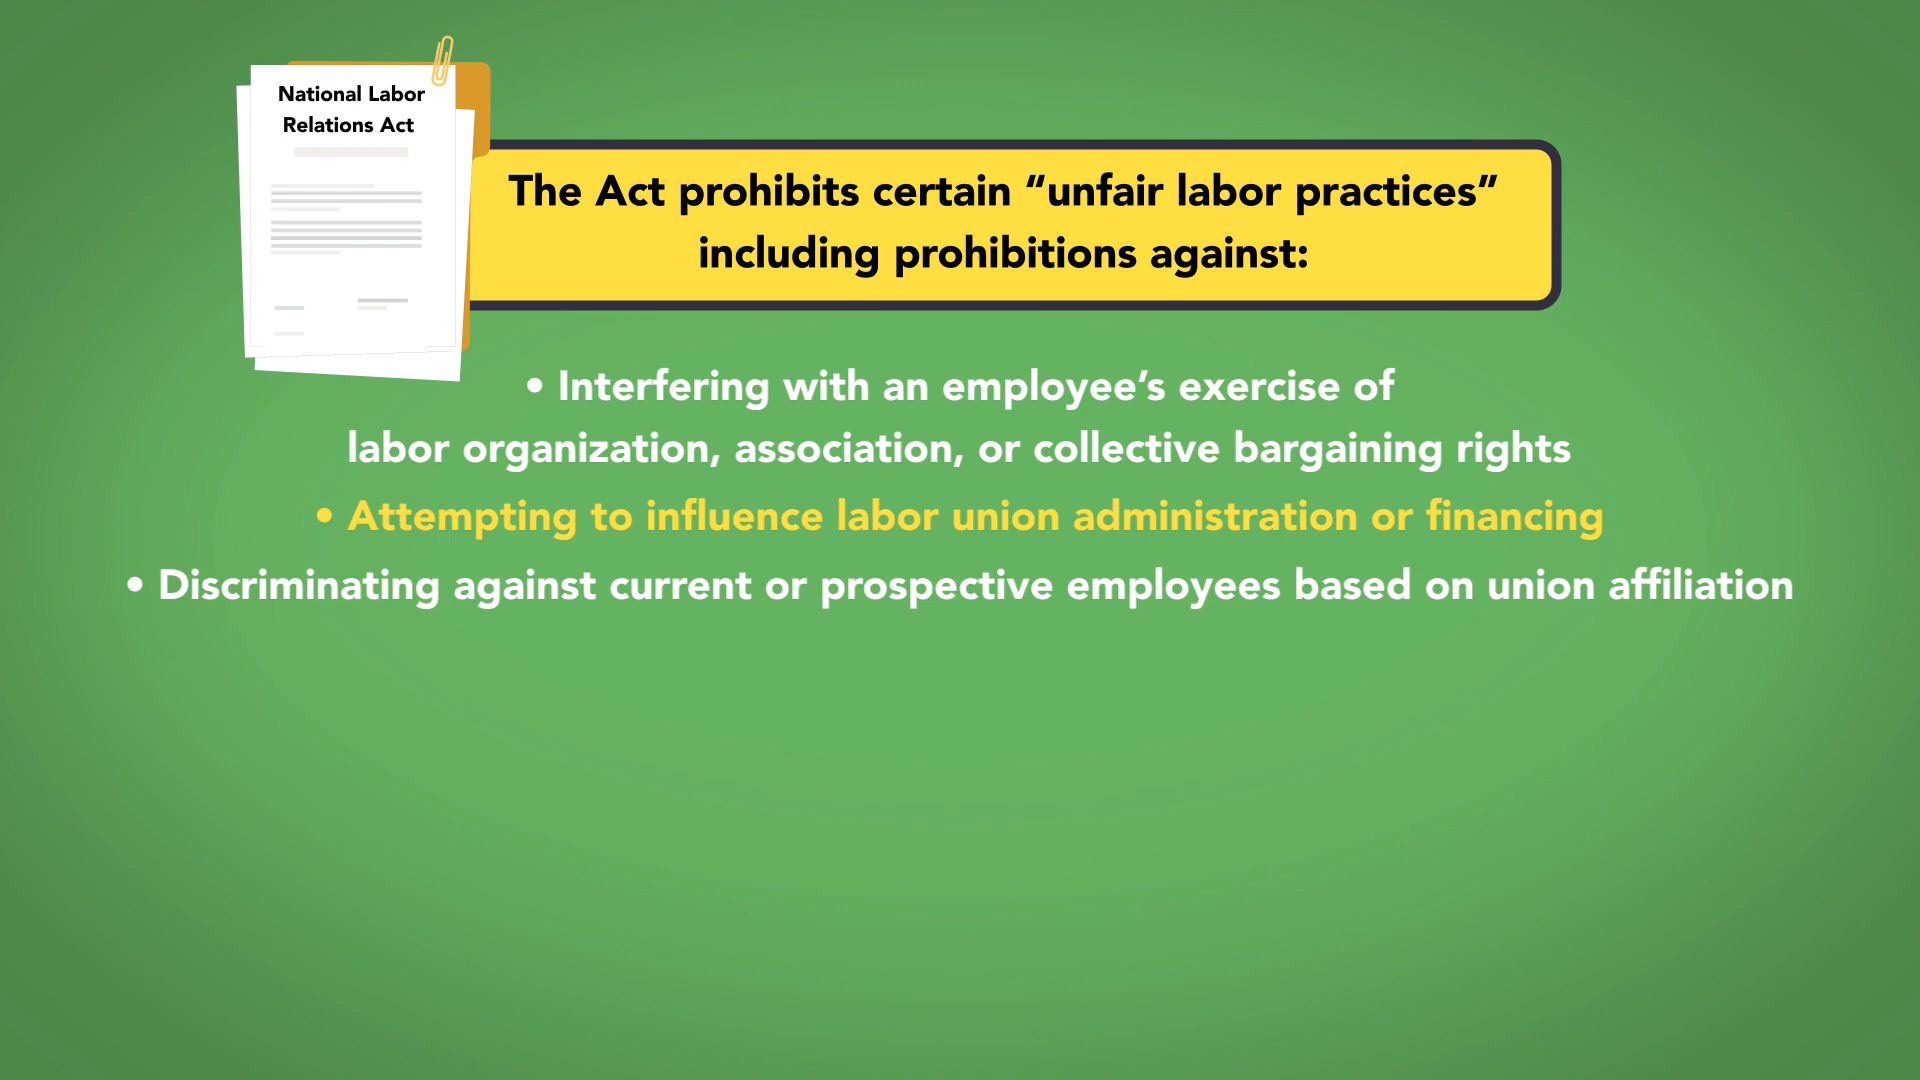 National Labor
Relations Act
The Act prohibits certain “unfair labor practices”
including prohibitions against:
• Interfering with an employee’s exercise of
labor organization, association, or collective bargaining rights
• Attempting to influence labor union administration or financing
• Discriminating against current or prospective employees based on union affiliation